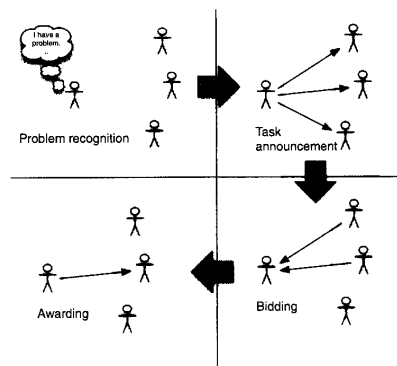 I have a
problem.
..
Problem recognition
Task
announcement
Awarding
Bidding